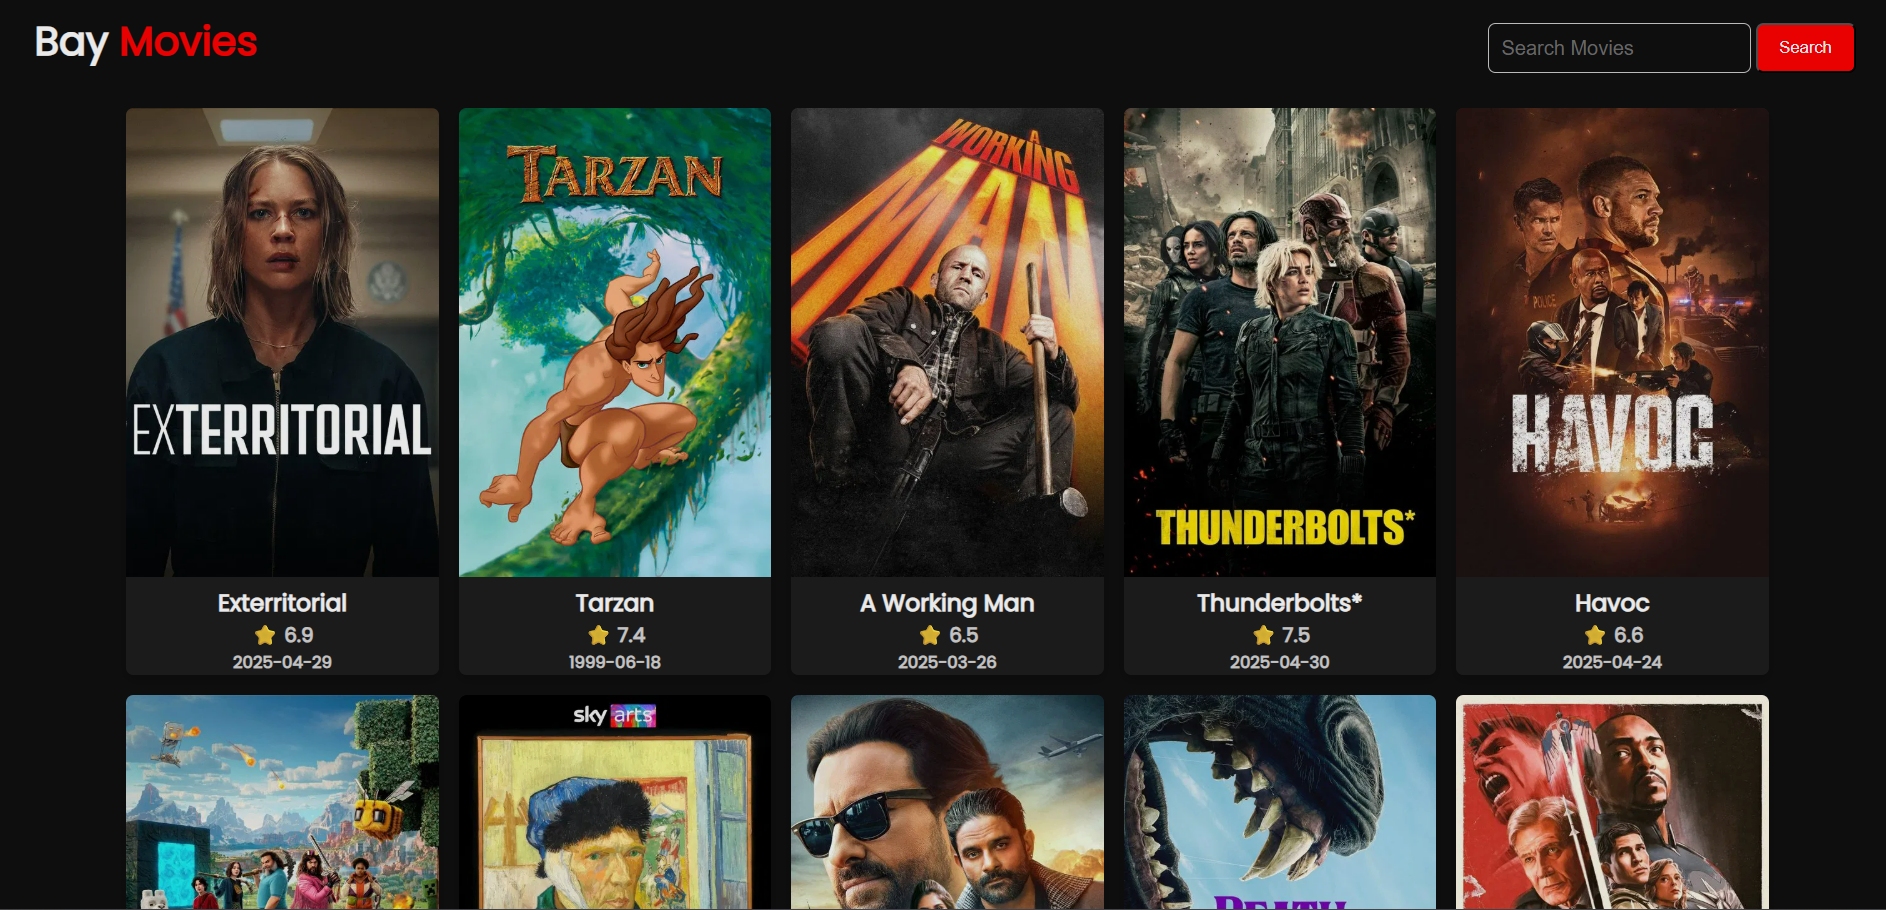 Bay Movies
Search Movies
Search
EXTERRITORIAL
TARZAN
A
WORKING
MAN
THUNDERBOLTS*
POLICE
HAVOC
Exterritorial
6.9
2025-04-29
Tarzan
7.4
1999-06-18
A Working Man
6.5
2025-03-26
Thunderbolts*
7.5
2025-04-30
Havoc
6.6
2025-04-24
sky arts
DEATH